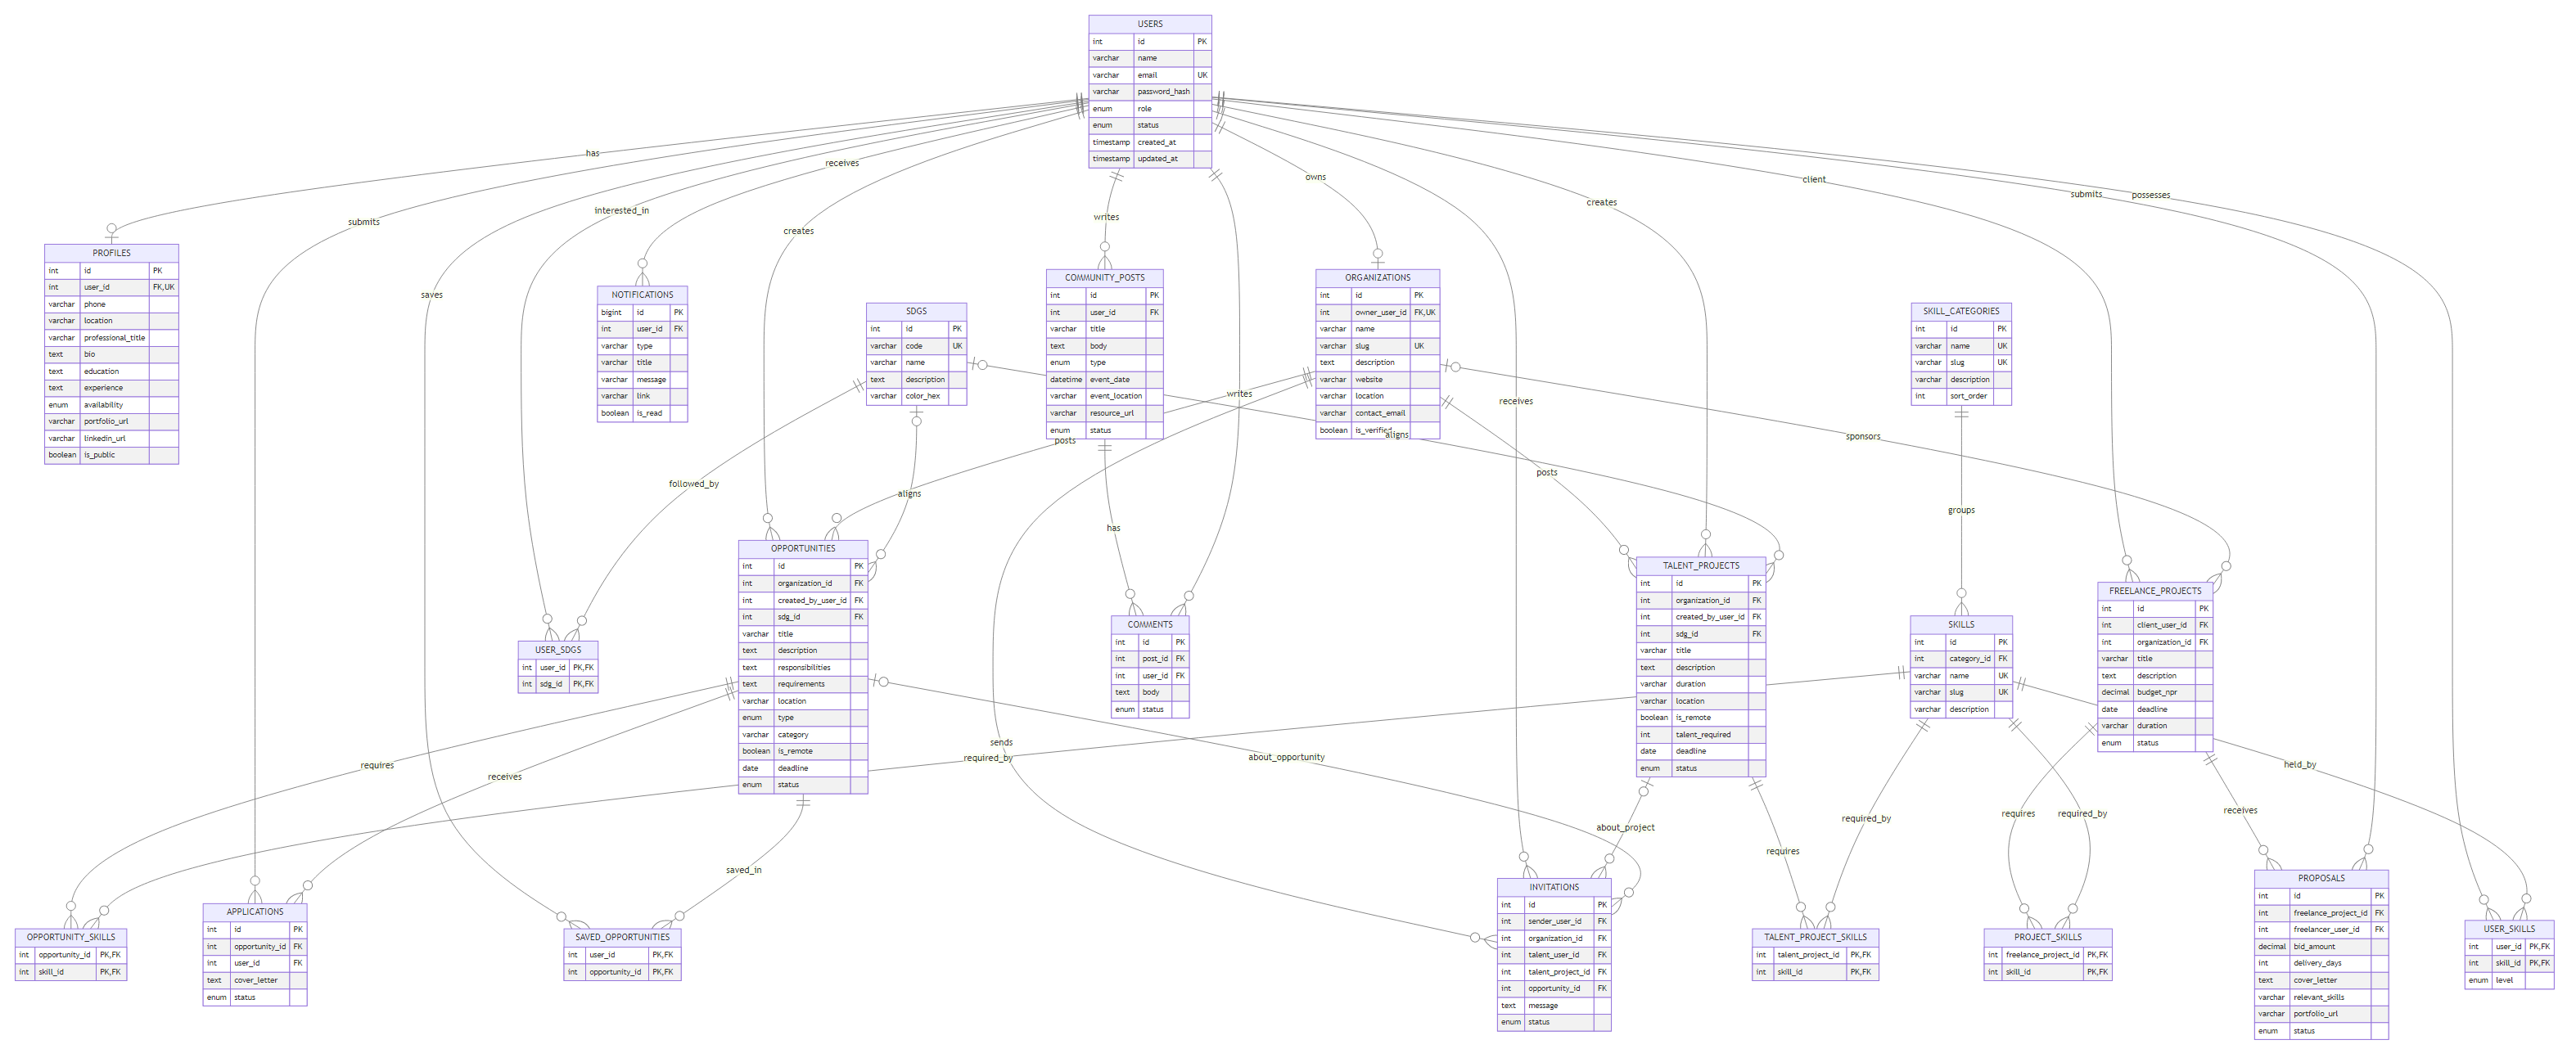 USERS
int id PK
varchar name
varchar email UK
varchar password_hash
enum role
enum status
timestamp created_at
timestamp updated_at
has
receives
owns
client
submits
possesses
creates
interested_in
writes
submits
creates
PROFILES
int id PK
int user_id FK,UK
varchar phone
varchar location
varchar professional_title
text bio
text education
text experience
enum availability
varchar portfolio_url
varchar linkedin_url
boolean is_public
saves
NOTIFICATIONS
bigint id PK
int user_id FK
varchar type
varchar title
varchar message
varchar link
boolean is_read
SDGS
int id PK
varchar code UK
varchar name
text description
varchar color_hex
COMMUNITY_POSTS
int id PK
int user_id FK
varchar title
text body
enum type
datetime event_date
varchar event_location
varchar resource_url
enum status
ORGANIZATIONS
int id PK
int owner_user_id FK,UK
varchar name
varchar slug UK
text description
varchar website
varchar location
varchar contact_email
boolean is_verified
SKILL_CATEGORIES
int id PK
varchar name UK
varchar slug UK
varchar description
int sort_order
writes
receives
aligns
sponsors
posts
posts
followed_by
aligns
groups
has
OPPORTUNITIES
int id PK
int organization_id FK
int created_by_user_id FK
int sdg_id FK
varchar title
text description
text responsibilities
text requirements
varchar location
enum type
varchar category
boolean is_remote
date deadline
enum status
TALENT_PROJECTS
int id PK
int organization_id FK
int created_by_user_id FK
int sdg_id FK
varchar title
text description
varchar duration
varchar location
boolean is_remote
int talent_required
date deadline
enum status
FREELANCE_PROJECTS
int id PK
int client_user_id FK
int organization_id FK
varchar title
text description
decimal budget_npr
date deadline
varchar duration
enum status
COMMENTS
int id PK
int post_id FK
int user_id FK
text body
enum status
SKILLS
int id PK
int category_id FK
varchar name UK
varchar slug UK
varchar description
USER_SDGS
int user_id PK,FK
int sdg_id PK,FK
sends
required_by
about_opportunity
requires
receives
held_by
receives
requires
required_by
required_by
about_project
requires
saved_in
OPPORTUNITY_SKILLS
int opportunity_id PK,FK
int skill_id PK,FK
APPLICATIONS
int id PK
int opportunity_id FK
int user_id FK
text cover_letter
enum status
SAVED_OPPORTUNITIES
int user_id PK,FK
int opportunity_id PK,FK
INVITATIONS
int id PK
int sender_user_id FK
int organization_id FK
int talent_user_id FK
int talent_project_id FK
int opportunity_id FK
text message
enum status
TALENT_PROJECT_SKILLS
int talent_project_id PK,FK
int skill_id PK,FK
PROJECT_SKILLS
int freelance_project_id PK,FK
int skill_id PK,FK
PROPOSALS
int id PK
int freelance_project_id FK
int freelancer_user_id FK
decimal bid_amount
int delivery_days
text cover_letter
varchar relevant_skills
varchar portfolio_url
enum status
USER_SKILLS
int user_id PK,FK
int skill_id PK,FK
enum level